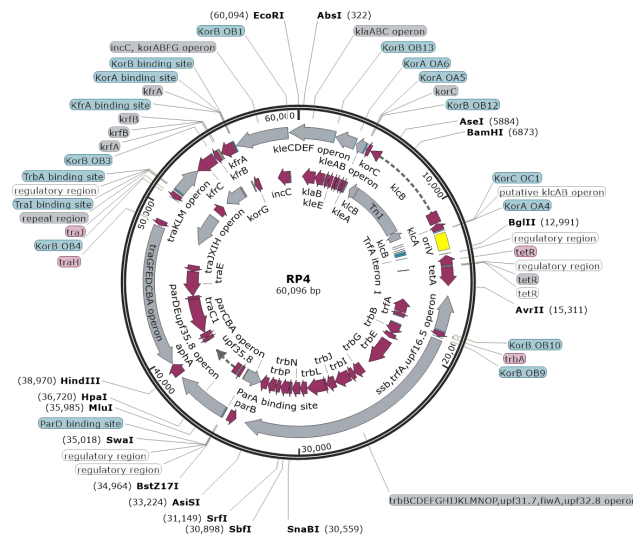 (60,094) EcoRI
AbsI (322)
KorB OB1
klaABC operon
incC, korABFG operon
KorB OB13
KorB binding site
KorA OA6
KorA binding site
KorA OA5
kfrA
korC
KfrA binding site
KorB OB12
krfB
AseI (5884)
krfB
BamHI (6873)
krfA
KorB OB3
TrbA binding site
KorC OC1
regulatory region
putative klcAB operon
TraI binding site
KorA OA4
repeat region
BglII (12,991)
traJ
regulatory region
KorB OB4
tetR
traH
regulatory region
tetR
tetR
AvrII (15,311)
KorB OB10
trbA
KorB OB9
HindIII
(38,970)
HpaI
(36,720)
MluI
(35,985)
ParD binding site
SwaI
(35,018)
regulatory region
regulatory region
BstZ17I
(34,964)
AsiSI
(33,224)
SrfI
(31,149)
SbfI
(30,898)
SnaBI (30,559)
trbBCDEFGHIJKLMNOP,upf31.7,fiwA,upf32.8 operon
60,000
10,000
20,000
30,000
40,000
50,000
RP4
60,096 bp
kleCDEF operon
kleAB operon
korC
klcB
kfrA
kfrB
kfrC
korG
incC
klaB
kleE
kleA
klcB
Tn1
klcB
klcA
oriV
TrfA iteron 1
tetA
traKLM operon
traJXIH operon
traGFEDCBA operon
traE
traC1
parCBA operon
parDEupf35.8 operon
upf35.8
aphA
parB
ParA binding site
trbP
trbN
trbL
trbJ
trbI
trbG
trbE
trbB
trfA
ssb,trfA,upf16.5 operon